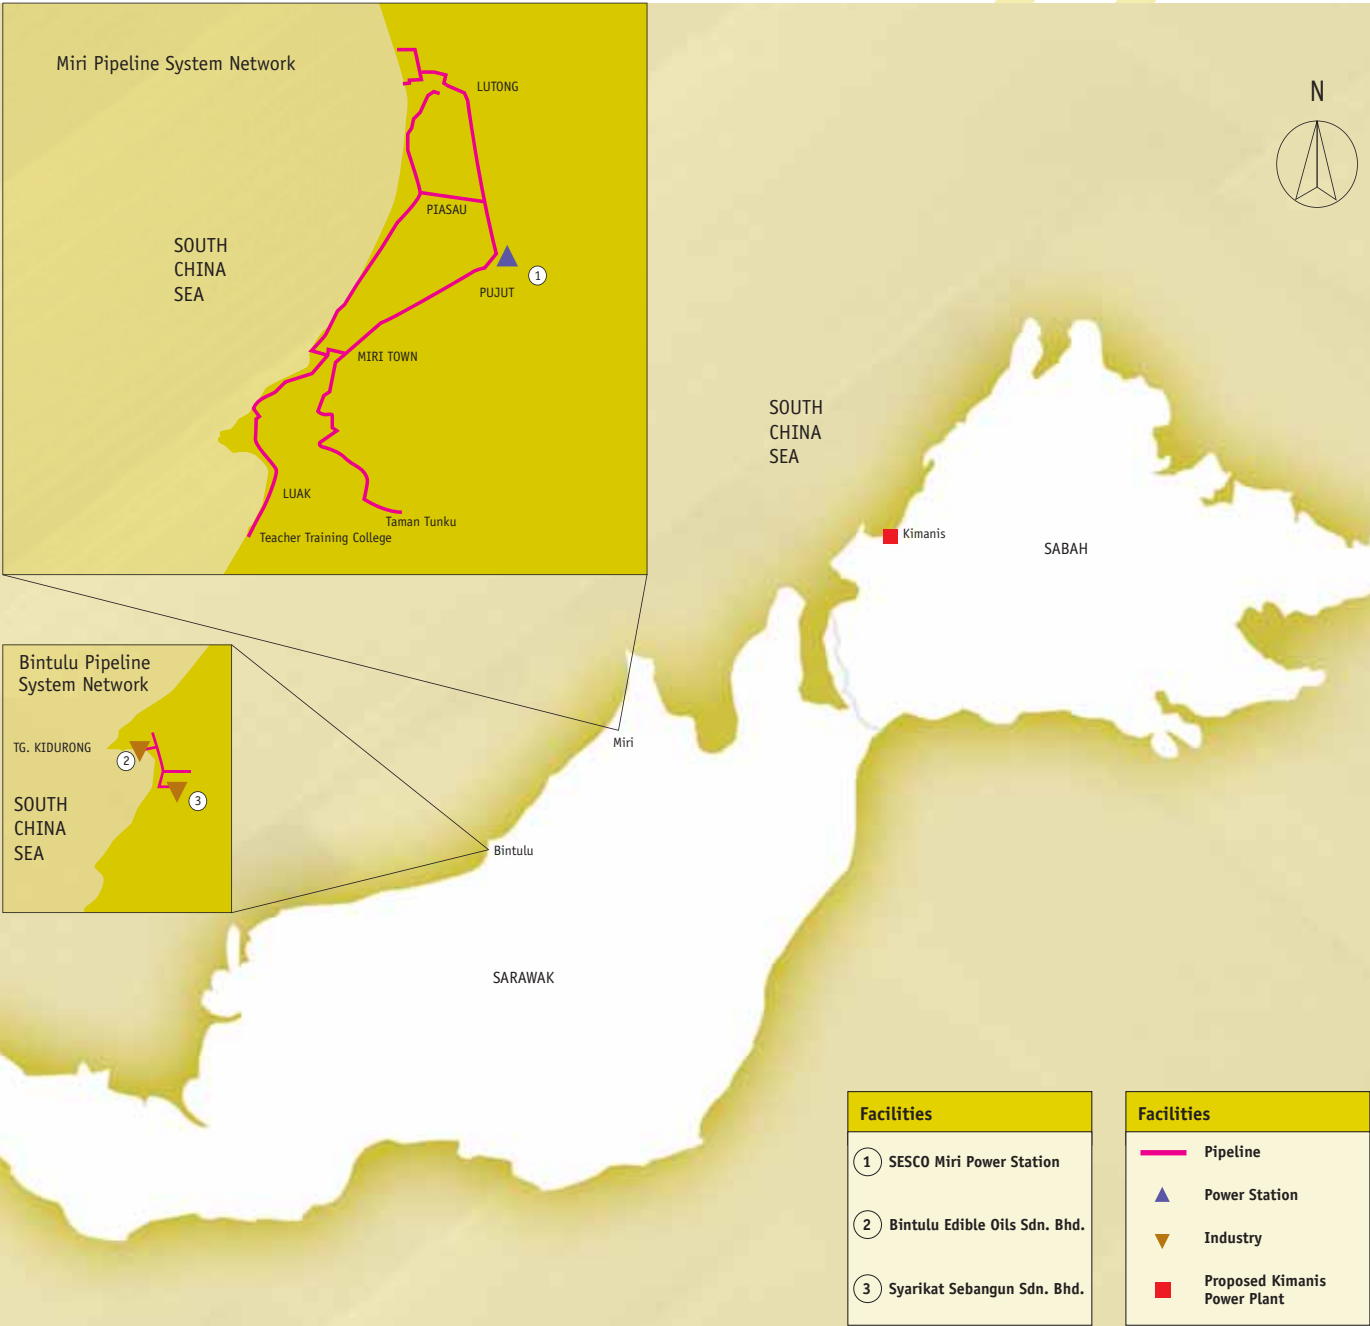 Miri Pipeline System Network
LUTONG
PIASAU
SOUTH
CHINA
SEA
1
PUJUT
MIRI TOWN
LUAK
Taman Tunku
Teacher Training College
N
SOUTH
CHINA
SEA
Kimanis
SABAH
Bintulu Pipeline
System Network
TG. KIDURONG
2
3
SOUTH
CHINA
SEA
Miri
Bintulu
SARAWAK
Facilities
1 SESCO Miri Power Station
2 Bintulu Edible Oils Sdn. Bhd.
3 Syarikat Sebangun Sdn. Bhd.
Facilities
Pipeline
Power Station
Industry
Proposed Kimanis
Power Plant